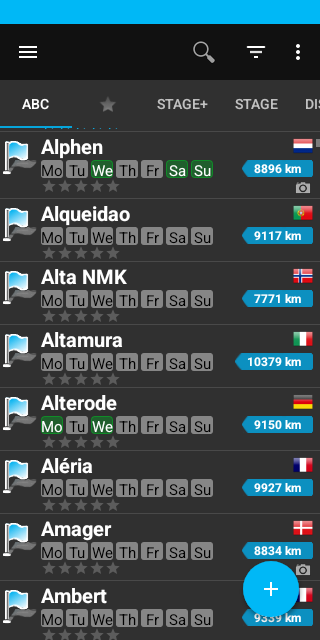 ABC STAGE+ STAGE DIS
Alphen
Mo Tu We Th Fr Sa Su 8896 km
Alqueidao
Mo Tu We Th Fr Sa Su 9117 km
Alta NMK
Mo Tu We Th Fr Sa Su 7771 km
Altamura
Mo Tu We Th Fr Sa Su 10379 km
Alterode
Mo Tu We Th Fr Sa Su 9150 km
Aléria
Mo Tu We Th Fr Sa Su 9927 km
Amager
Mo Tu We Th Fr Sa Su 8834 km
Ambert
Mo Tu We Th Fr Sa Su 9339 km